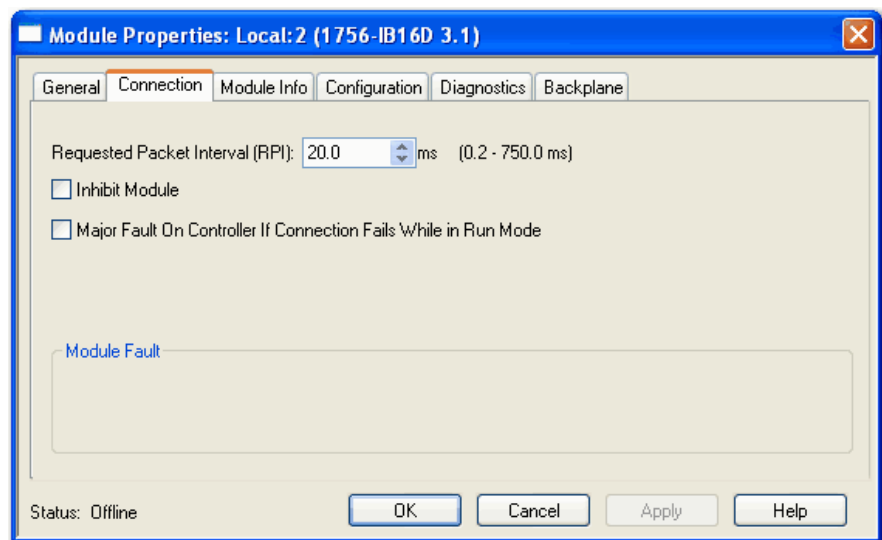 Module Properties: Local:2 (1756-IB16D 3.1)
General Connection Module Info Configuration Diagnostics Backplane
Requested Packet Interval (RPI): 20.0 ms (0.2 - 750.0 ms)
Inhibit Module
Major Fault On Controller If Connection Fails While in Run Mode
Module Fault
Status: Offline OK Cancel Apply Help